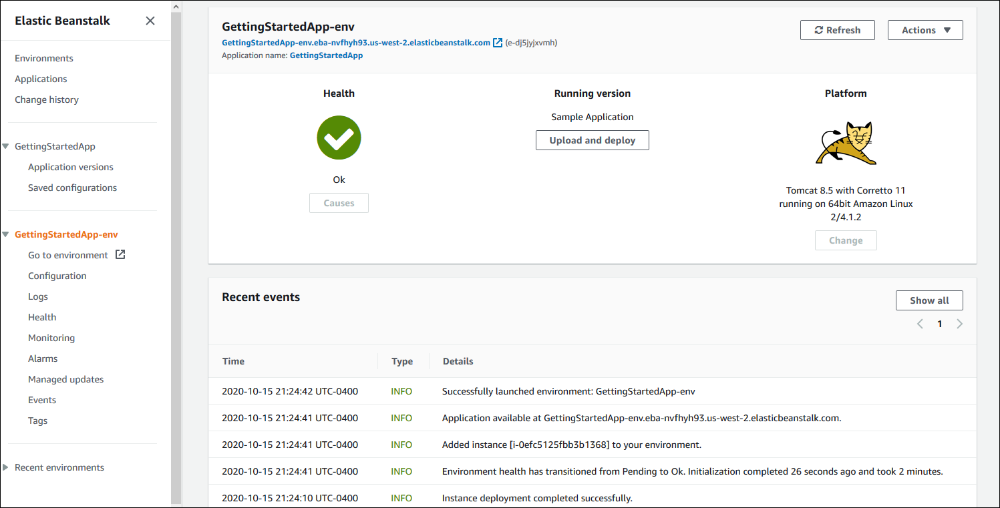 Elastic Beanstalk
Environments
Applications
Change history
GettingStartedApp
Application versions
Saved configurations
GettingStartedApp-env
Go to environment
Configuration
Logs
Health
Monitoring
Alarms
Managed updates
Events
Tags
Recent environments
GettingStartedApp-env
GettingStartedApp-env.eba-nvfhyh93.us-west-2.elasticbeanstalk.com (e-dj5jyjxvmh)
Application name: GettingStartedApp
Refresh
Actions
Health
Ok
Causes
Running version
Sample Application
Upload and deploy
Platform
Tomcat 8.5 with Corretto 11
running on 64bit Amazon Linux
2/4.1.2
Change
Recent events
Show all
1
Time Type Details
2020-10-15 21:24:42 UTC-0400 INFO Successfully launched environment: GettingStartedApp-env
2020-10-15 21:24:41 UTC-0400 INFO Application available at GettingStartedApp-env.eba-nvfhyh93.us-west-2.elasticbeanstalk.com.
2020-10-15 21:24:41 UTC-0400 INFO Added instance [i-0efc5125fbb3b1368] to your environment.
2020-10-15 21:24:41 UTC-0400 INFO Environment health has transitioned from Pending to Ok. Initialization completed 26 seconds ago and took 2 minutes.
2020-10-15 21:24:10 UTC-0400 INFO Instance deployment completed successfully.